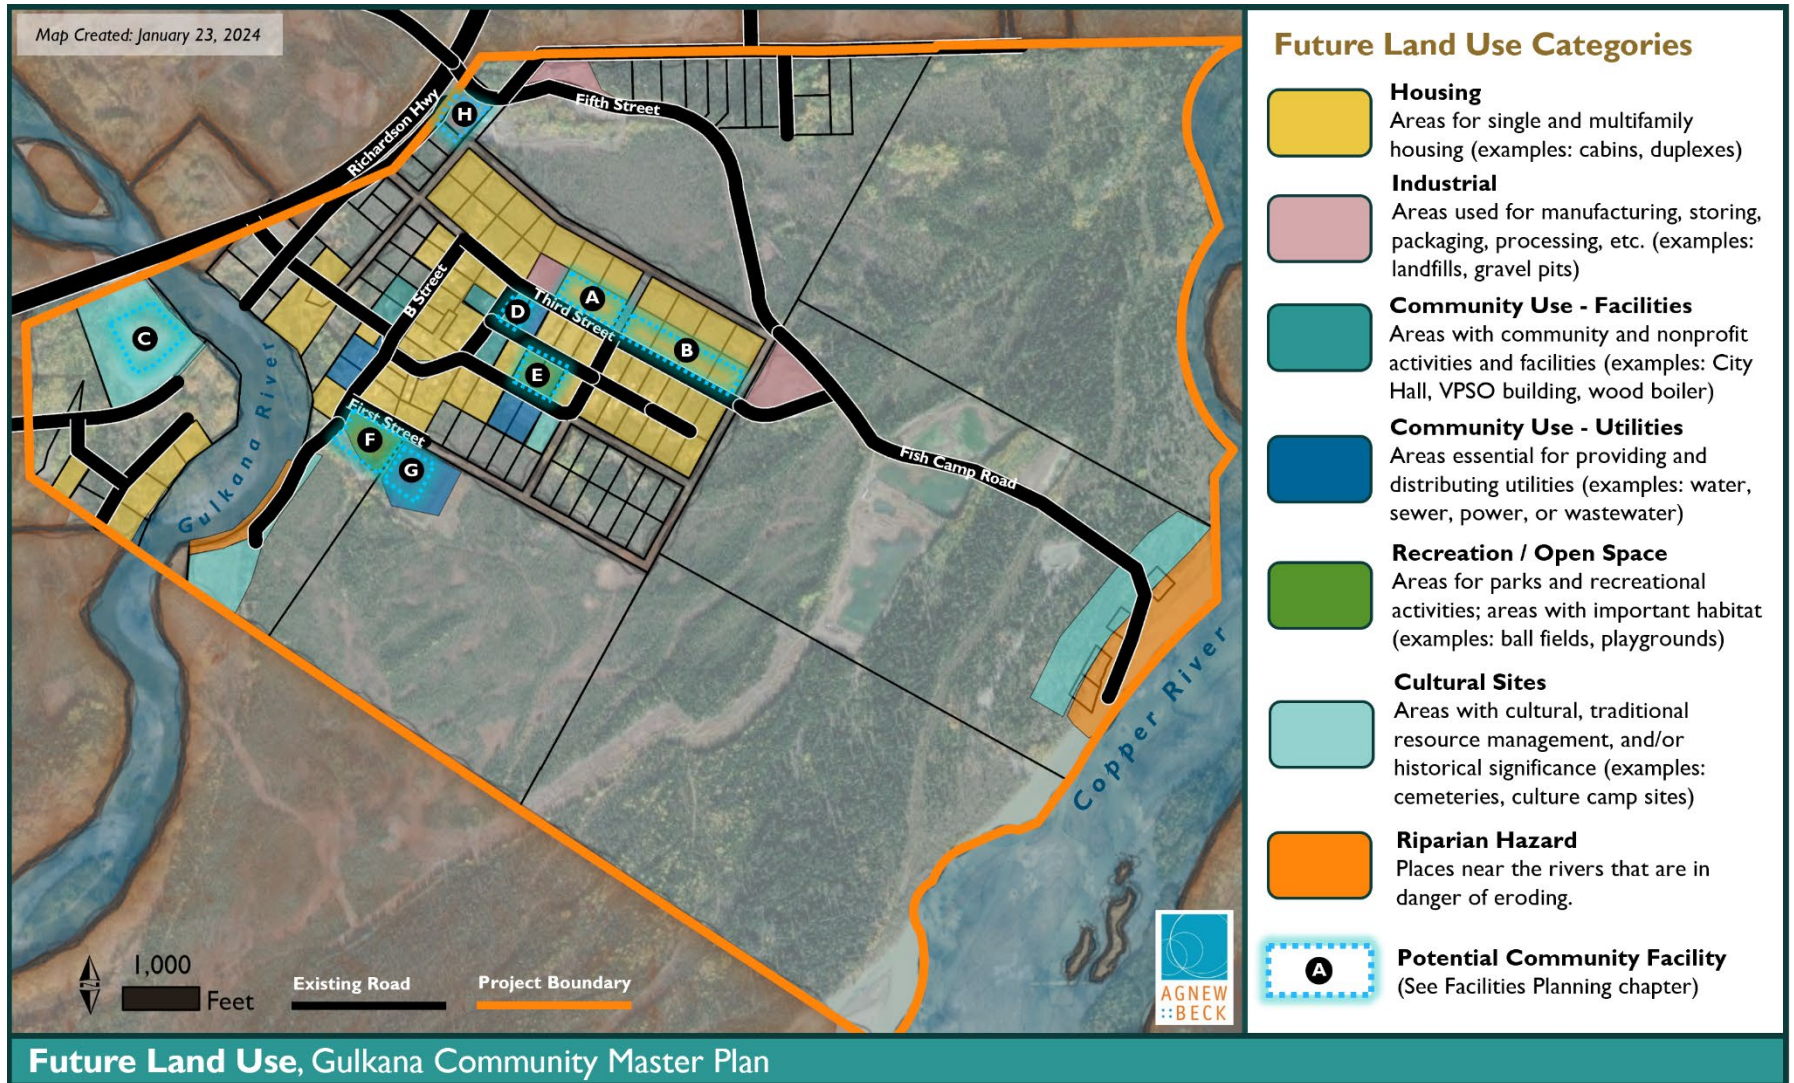 Map Created: January 23, 2024
Richardson Hwy
H
Fifth Street
A
B Street
D
Third Street
C
B
E
Gulkana River
First Street
F
G
Fish Camp Road
Copper River
1,000
Feet
Existing Road
Project Boundary
AGNEW
::BECK
Future Land Use Categories
Housing
Areas for single and multifamily
housing (examples: cabins, duplexes)
Industrial
Areas used for manufacturing, storing,
packaging, processing, etc. (examples:
landfills, gravel pits)
Community Use - Facilities
Areas with community and nonprofit
activities and facilities (examples: City
Hall, VPSO building, wood boiler)
Community Use - Utilities
Areas essential for providing and
distributing utilities (examples: water,
sewer, power, or wastewater)
Recreation / Open Space
Areas for parks and recreational
activities; areas with important habitat
(examples: ball fields, playgrounds)
Cultural Sites
Areas with cultural, traditional
resource management, and/or
historical significance (examples:
cemeteries, culture camp sites)
Riparian Hazard
Places near the rivers that are in
danger of eroding.
A
Potential Community Facility
(See Facilities Planning chapter)
Future Land Use, Gulkana Community Master Plan